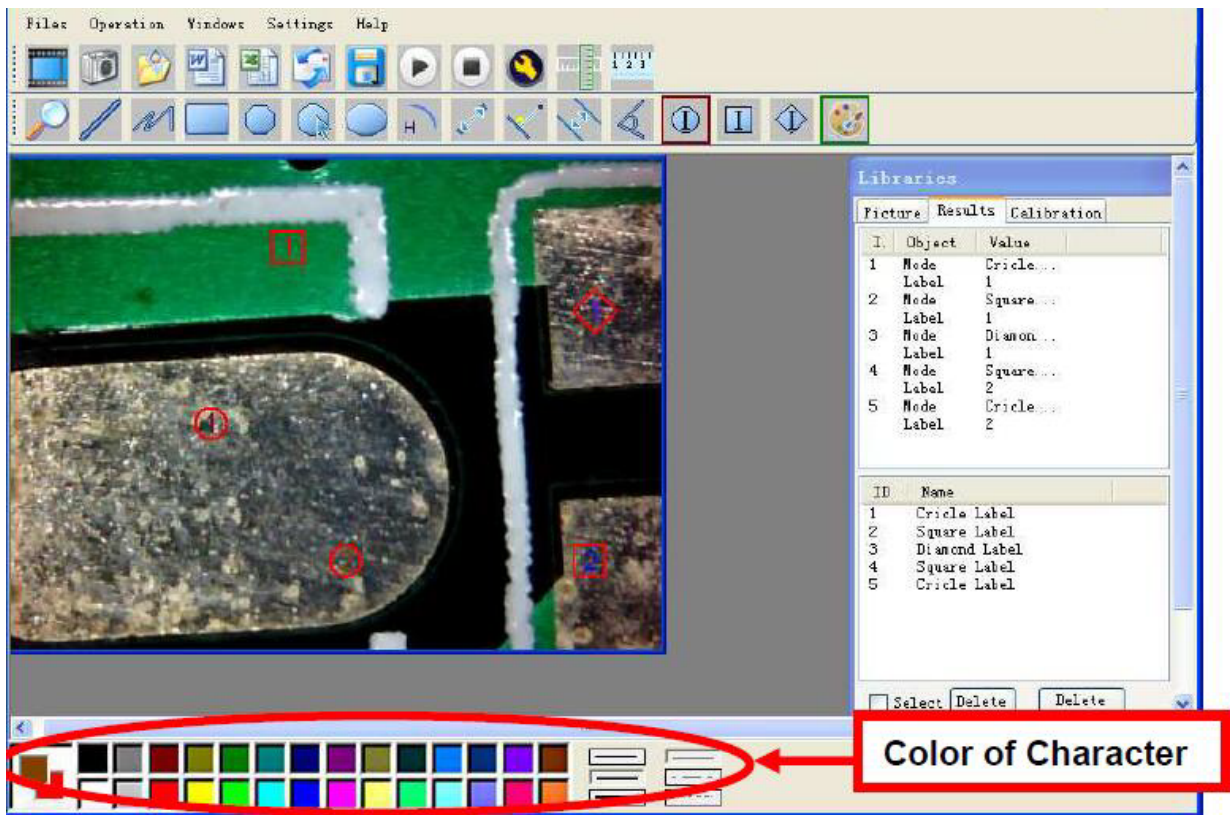 Files Operation Windows Settings Help
1 2 3
H
I I I
Libraries
Picture Results Calibration
I. Object Value
1 Mode Cricle...
Label 1
2 Mode Square...
Label 1
3 Mode Diamon...
Label 1
4 Mode Square...
Label 2
5 Mode Cricle...
Label 2
1
2
ID Name
1 Cricle Label
2 Square Label
3 Diamond Label
4 Square Label
5 Cricle Label
Select Delete Delete
Color of Character